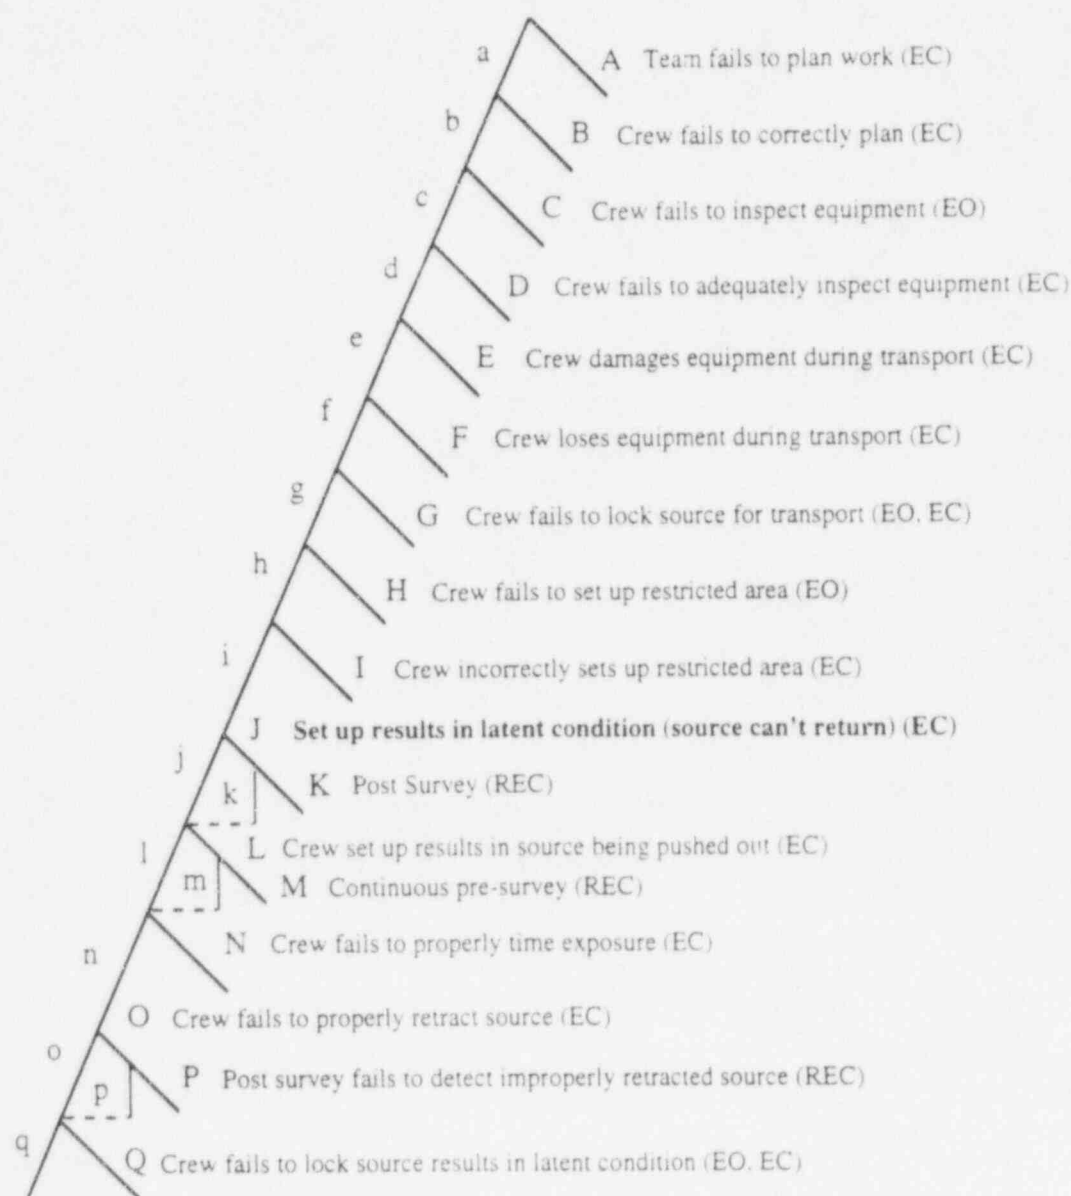 a A Team fails to plan work (EC)
b B Crew fails to correctly plan (EC)
c C Crew fails to inspect equipment (EO)
d D Crew fails to adequately inspect equipment (EC)
e E Crew damages equipment during transport (EC)
f F Crew loses equipment during transport (EC)
g G Crew fails to lock source for transport (EO, EC)
h H Crew fails to set up restricted area (EO)
i I Crew incorrectly sets up restricted area (EC)
J Set up results in latent condition (source can't return) (EC)
j k K Post Survey (REC)
l L Crew set up results in source being pushed out (EC)
m M Continuous pre-survey (REC)
n N Crew fails to properly time exposure (EC)
O Crew fails to properly retract source (EC)
o p P Post survey fails to detect improperly retracted source (REC)
q Q Crew fails to lock source results in latent condition (EO, EC)